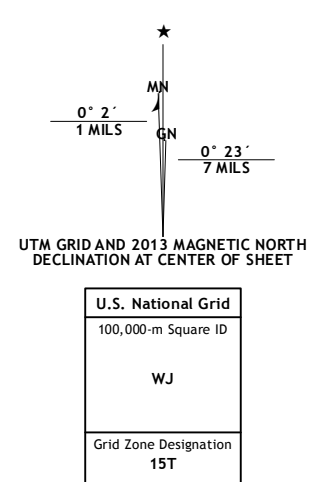 ★
MN
0° 2´
1 MILS
GN
0° 23´
7 MILS
UTM GRID AND 2013 MAGNETIC NORTH
DECLINATION AT CENTER OF SHEET
U.S. National Grid
100,000-m Square ID
WJ
Grid Zone Designation
15T